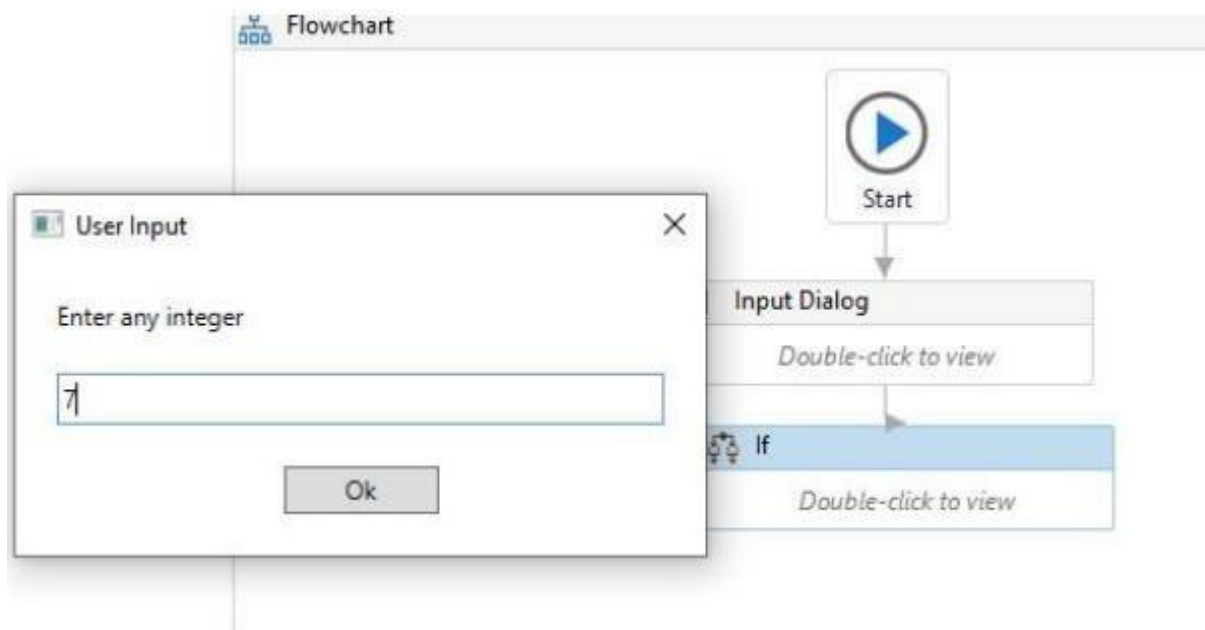 Flowchart
Start
User Input
Enter any integer
7
Ok
Input Dialog
Double-click to view
If
Double-click to view